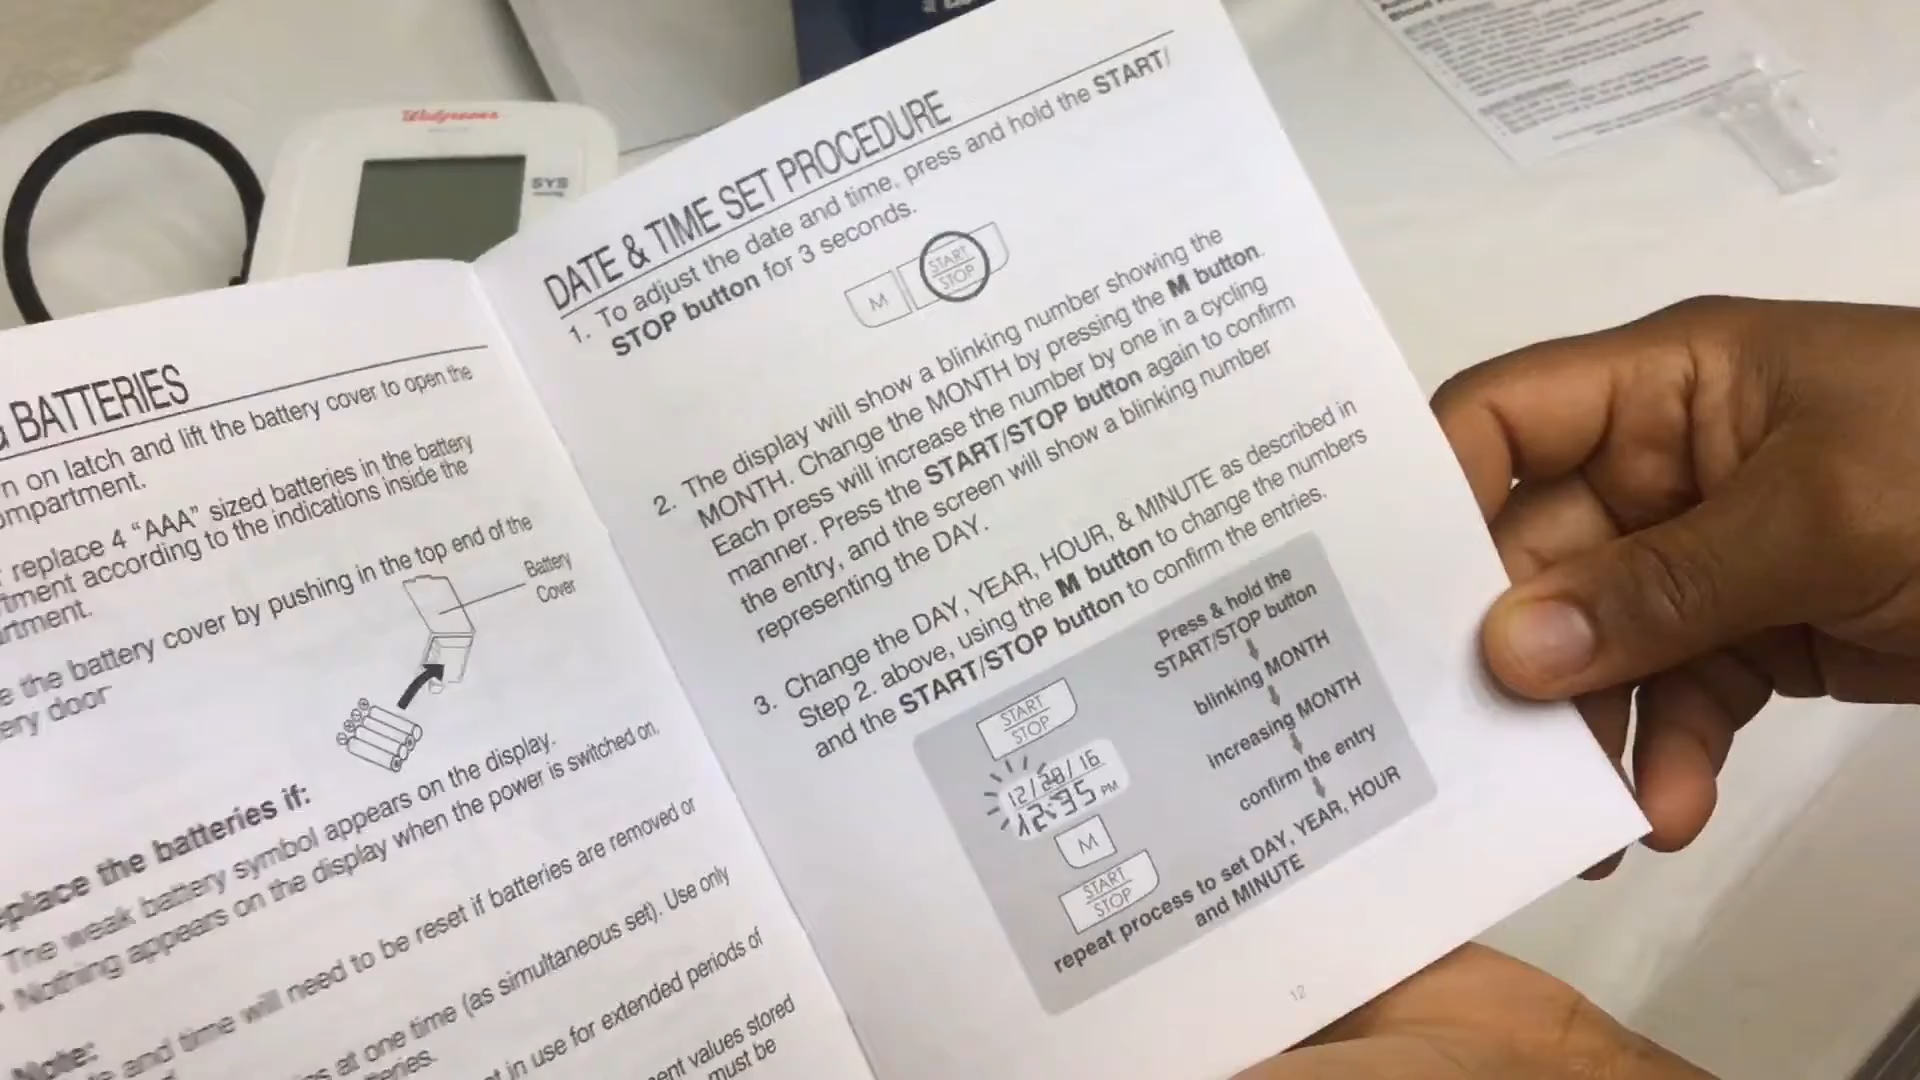 Walgreens
SYS
BATTERIES
on latch and lift the battery cover to open the
compartment.
replace 4 “AAA” sized batteries in the battery
according to the indications inside the
the battery cover by pushing in the top end of the
door
Battery
Cover
the batteries if:
The weak battery symbol appears on the display.
Nothing appears on the display when the power is switched on.
Note:
and time will need to be reset if batteries are removed or
at one time (as simultaneous set). Use only
in use for extended periods of
values stored
must be
DATE & TIME SET PROCEDURE
1. To adjust the date and time, press and hold the START/
STOP button for 3 seconds.
M
START
STOP
2. The display will show a blinking number showing the
MONTH. Change the MONTH by pressing the M button.
Each press will increase the number by one in a cycling
manner. Press the START/STOP button again to confirm
the entry, and the screen will show a blinking number
representing the DAY.
3. Change the DAY, YEAR, HOUR, & MINUTE as described in
Step 2. above, using the M button to change the numbers
and the START/STOP button to confirm the entries.
START
STOP
12/28/16
12:35 PM
M
START
STOP
Press & hold the
START/STOP button
blinking MONTH
increasing MONTH
confirm the entry
repeat process to set DAY, YEAR, HOUR
and MINUTE
12